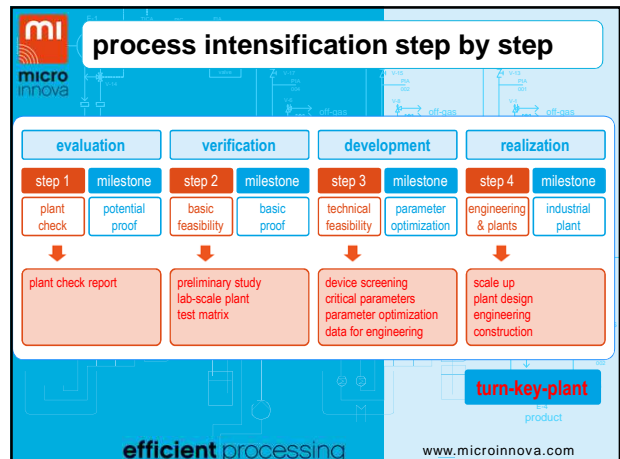 mi
micro
innova
process intensification step by step
off-gas
off-gas
off-gas
evaluation
verification
development
realization
step 1
milestone
step 2
milestone
step 3
milestone
step 4
milestone
plant
check
potential
proof
basic
feasibility
basic
proof
technical
feasibility
parameter
optimization
engineering
& plants
industrial
plant
plant check report
preliminary study
lab-scale plant
test matrix
device screening
critical parameters
parameter optimization
data for engineering
scale up
plant design
engineering
construction
turn-key-plant
E-4
product
efficient processing
www.microinnova.com